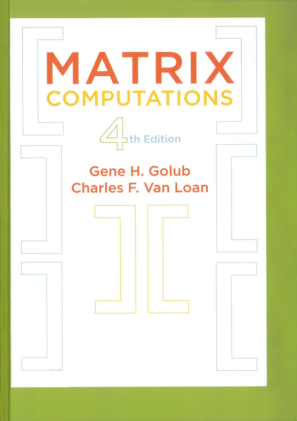 MATRIX
COMPUTATIONS
4th Edition
Gene H. Golub
Charles F. Van Loan